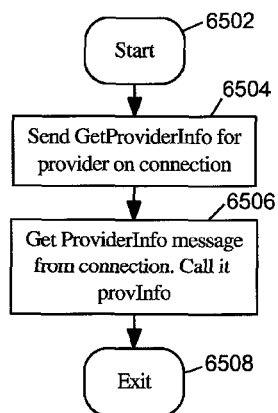 6502
Start
6504
Send GetProviderInfo for
provider on connection
6506
Get ProviderInfo message
from connection. Call it
provInfo
6508
Exit